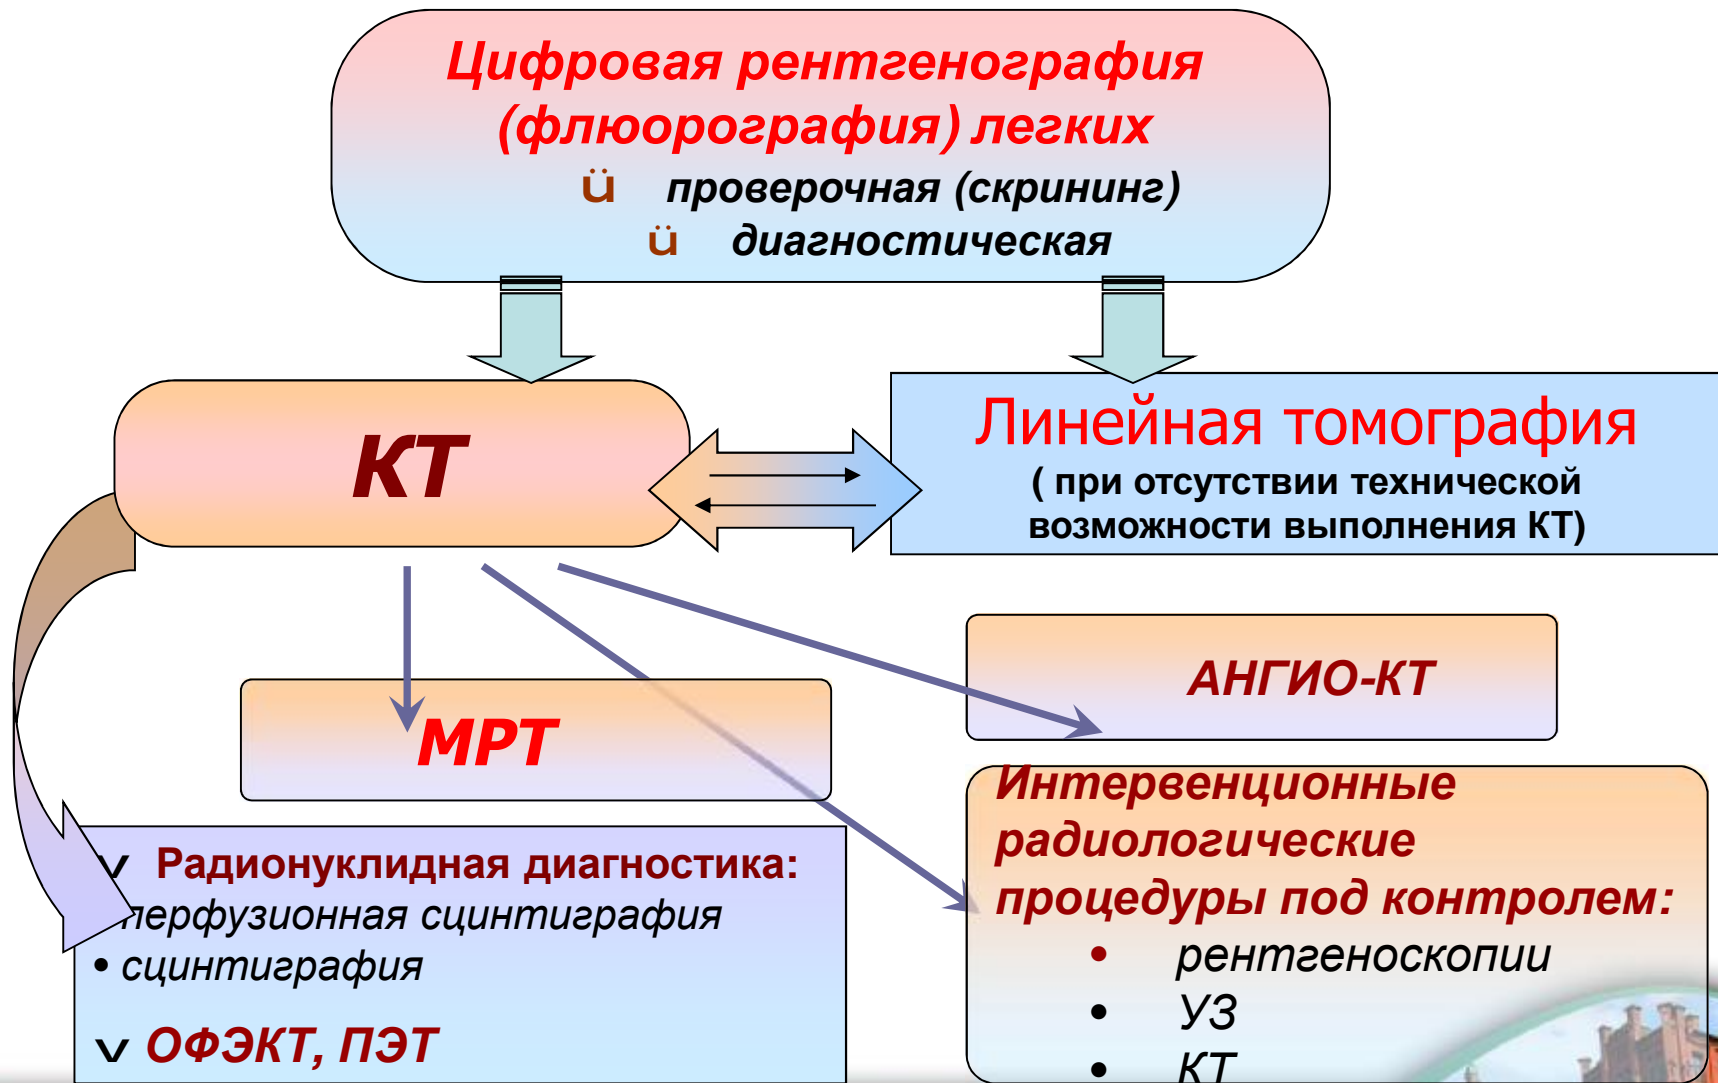 Цифровая рентгенография
(флюорография) легких
ü проверочная (скрининг)
ü диагностическая
КТ
Линейная томография
( при отсутствии технической
возможности выполнения КТ)
МРТ
АНГИО-КТ
v Радионуклидная диагностика:
перфузионная сцинтиграфия
• сцинтиграфия
v ОФЭКТ, ПЭТ
Интервенционные
радиологические
процедуры под контролем:
• рентгеноскопии
• УЗ
• КТ